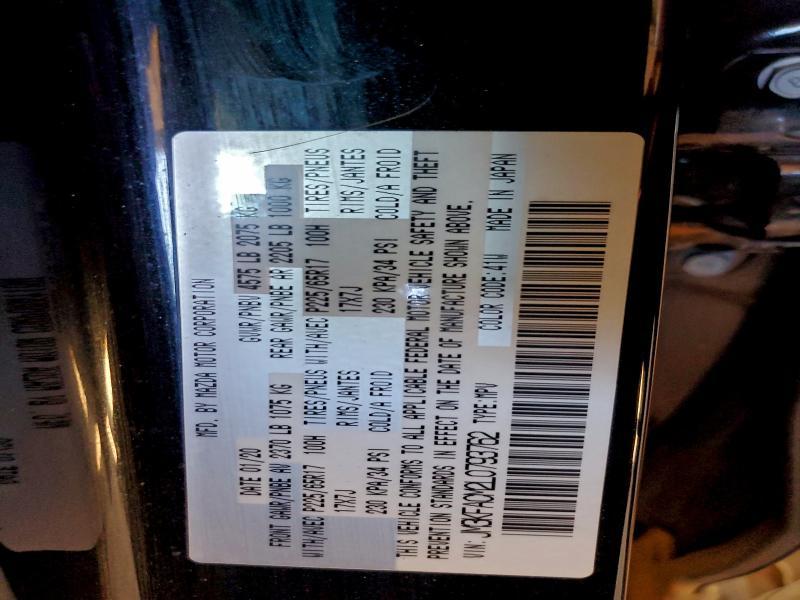 MFD. BY MAZDA MOTOR CORPORATION
DATE 01/20 GVWR/PNBV 4575 LB 2075 KG
FRONT GAWR/PNBE AV 2370 LB 1075 KG REAR GAWR/PNBE AR 2205 LB 1000 KG
WITH/AVEC P225/65R17 100H TIRES/PNEUS WITH/AVEC P225/65R17 100H TIRES/PNEUS
17X7J RIMS/JANTES 17X7J RIMS/JANTES
230 KPA/34 PSI COLD/A FROID 230 KPA/34 PSI COLD/A FROID
THIS VEHICLE CONFORMS TO ALL APPLICABLE FEDERAL MOTOR VEHICLE SAFETY AND THEFT
PREVENTION STANDARDS IN EFFECT ON THE DATE OF MANUFACTURE SHOWN ABOVE.
COLOR CODE:41W MADE IN JAPAN
VIN: JM3KFACM2L0793762 TYPE:MPV